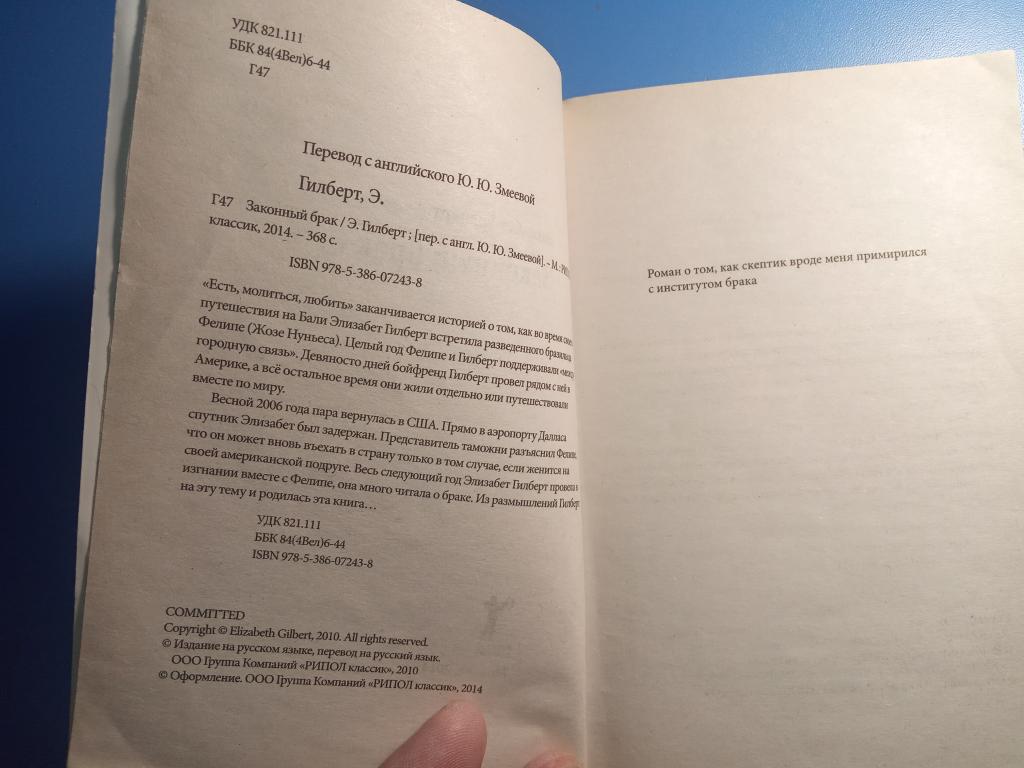 УДК 821.111
ББК 84(4Вел)6-44
Г47
Перевод с английского Ю. Ю. Змеевой
Гилберт, Э.
Г47 Законный брак / Э. Гилберт ; [пер. с англ. Ю. Ю. Змеевой]. – М. :
классик, 2014. – 368 с.
ISBN 978-5-386-07243-8
«Есть, молиться, любить» заканчивается историей о том, как во время
путешествия на Бали Элизабет Гилберт встретила разведенного бразильца
Фелипе (Жозе Нуньеса). Целый год Фелипе и Гилберт поддерживали
городную связь». Девяносто дней бойфренд Гилберт провел рядом с ней в
Америке, а всё остальное время они жили отдельно или путешествовали
вместе по миру.
Весной 2006 года пара вернулась в США. Прямо в аэропорту Далласа
спутник Элизабет был задержан. Представитель таможни разъяснил Фелипе,
что он может вновь въехать в страну только в том случае, если женится на
своей американской подруге. Весь следующий год Элизабет Гилберт провела в
изгнании вместе с Фелипе, она много читала о браке. Из размышлений Гилберт
на эту тему и родилась эта книга…
УДК 821.111
ББК 84(4Вел)6-44
ISBN 978-5-386-07243-8
COMMITTED
Copyright © Elizabeth Gilbert, 2010. All rights reserved.
© Издание на русском языке, перевод на русский язык.
ООО Группа Компаний «РИПОЛ классик», 2010
© Оформление. ООО Группа Компаний «РИПОЛ классик», 2014
Роман о том, как скептик вроде меня примирился
с институтом брака